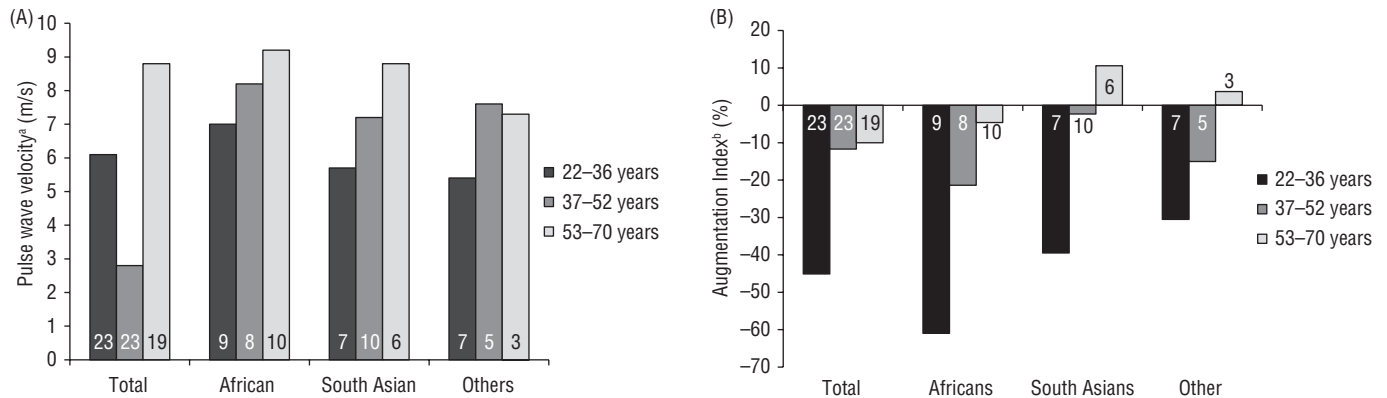 (A)
Pulse wave velocityᵃ (m/s)
10
9
8
7
6
5
4
3
2
1
0
23 23 19 9 8 10 7 10 6 7 5 3
Total African South Asian Others
22–36 years
37–52 years
53–70 years
(B)
Augmentation Indexᵇ (%)
20
10
0
–10
–20
–30
–40
–50
–60
–70
23 23 19 9 8 10 7 10 6 7 5 3
Total Africans South Asians Other
22–36 years
37–52 years
53–70 years